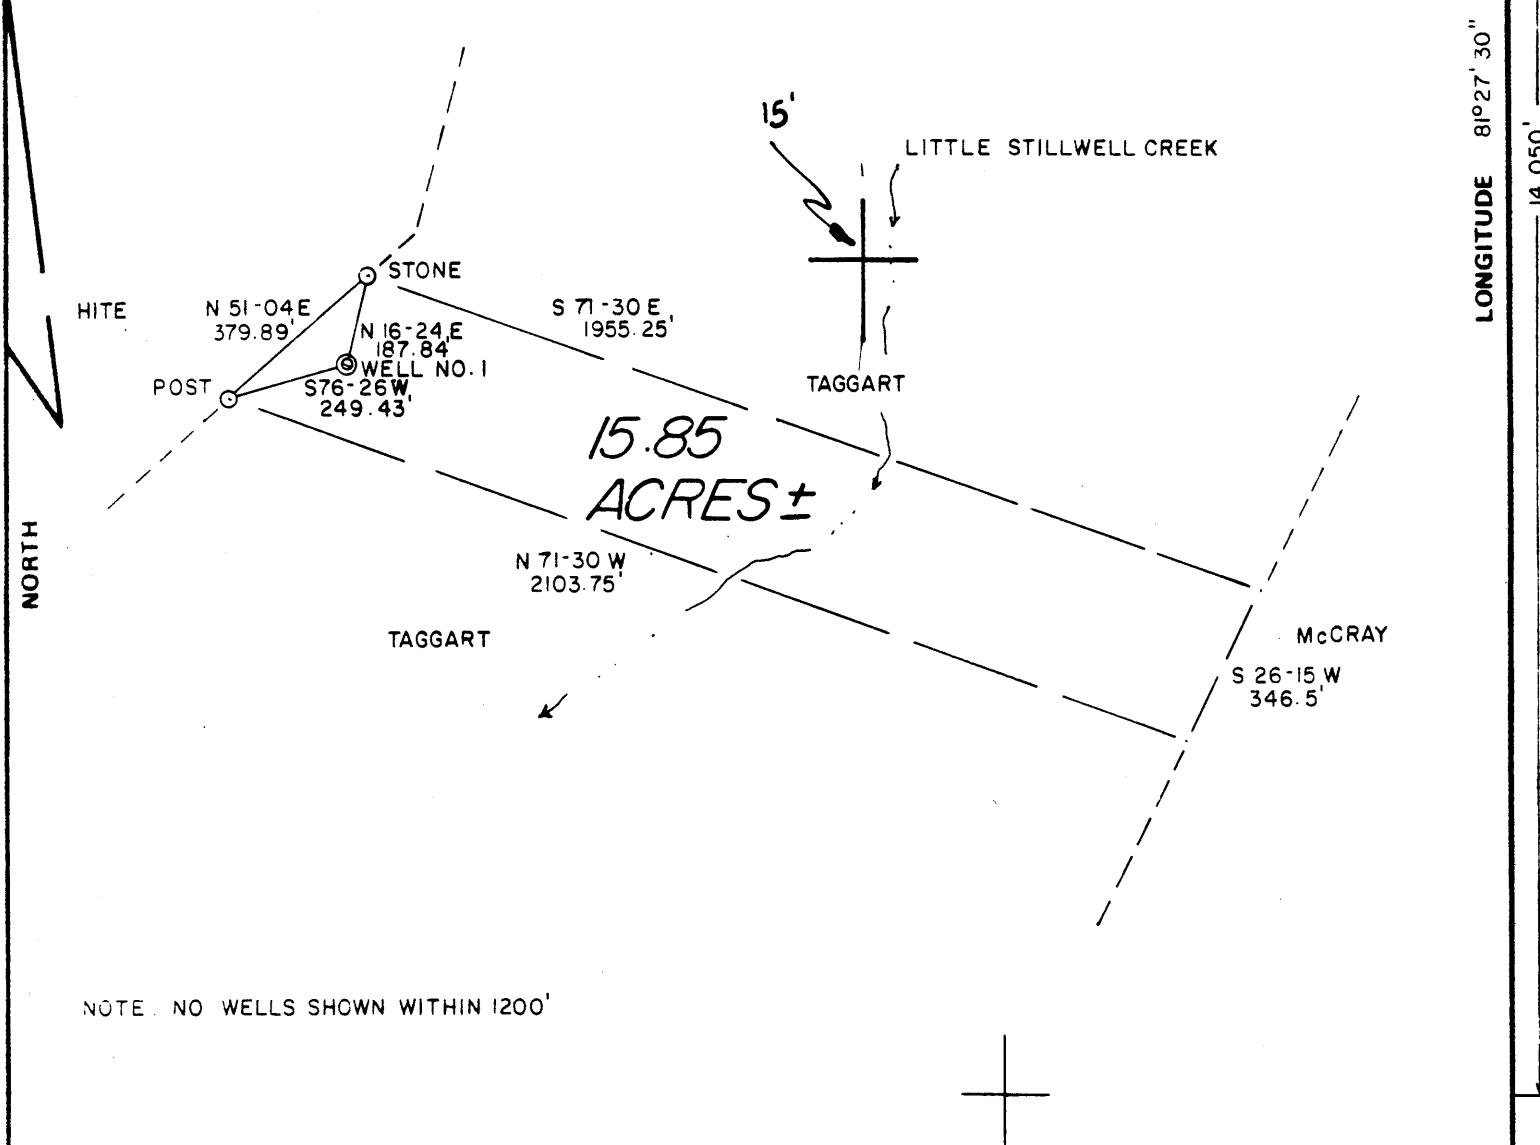 LONGITUDE 81°27'30"
14,050'
15'
LITTLE STILLWELL CREEK
STONE
HITE
N 51-04 E
379.89'
S 71-30 E
1955.25'
N 16-24 E
187.84'
WELL NO. 1
POST
S76-26W
249.43'
TAGGART
15.85
ACRES ±
N 71-30 W
2103.75'
NORTH
TAGGART
McCRAY
S 26-15 W
346.5'
NOTE. NO WELLS SHOWN WITHIN 1200'